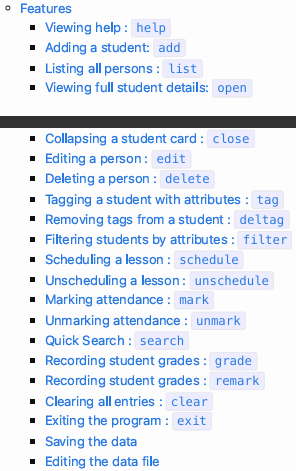 Features
Viewing help : help
Adding a student: add
Listing all persons : list
Viewing full student details: open
Collapsing a student card : close
Editing a person : edit
Deleting a person : delete
Tagging a student with attributes : tag
Removing tags from a student : deltag
Filtering students by attributes : filter
Scheduling a lesson : schedule
Unscheduling a lesson : unschedule
Marking attendance : mark
Unmarking attendance : unmark
Quick Search : search
Recording student grades : grade
Recording student grades : remark
Clearing all entries : clear
Exiting the program : exit
Saving the data
Editing the data file